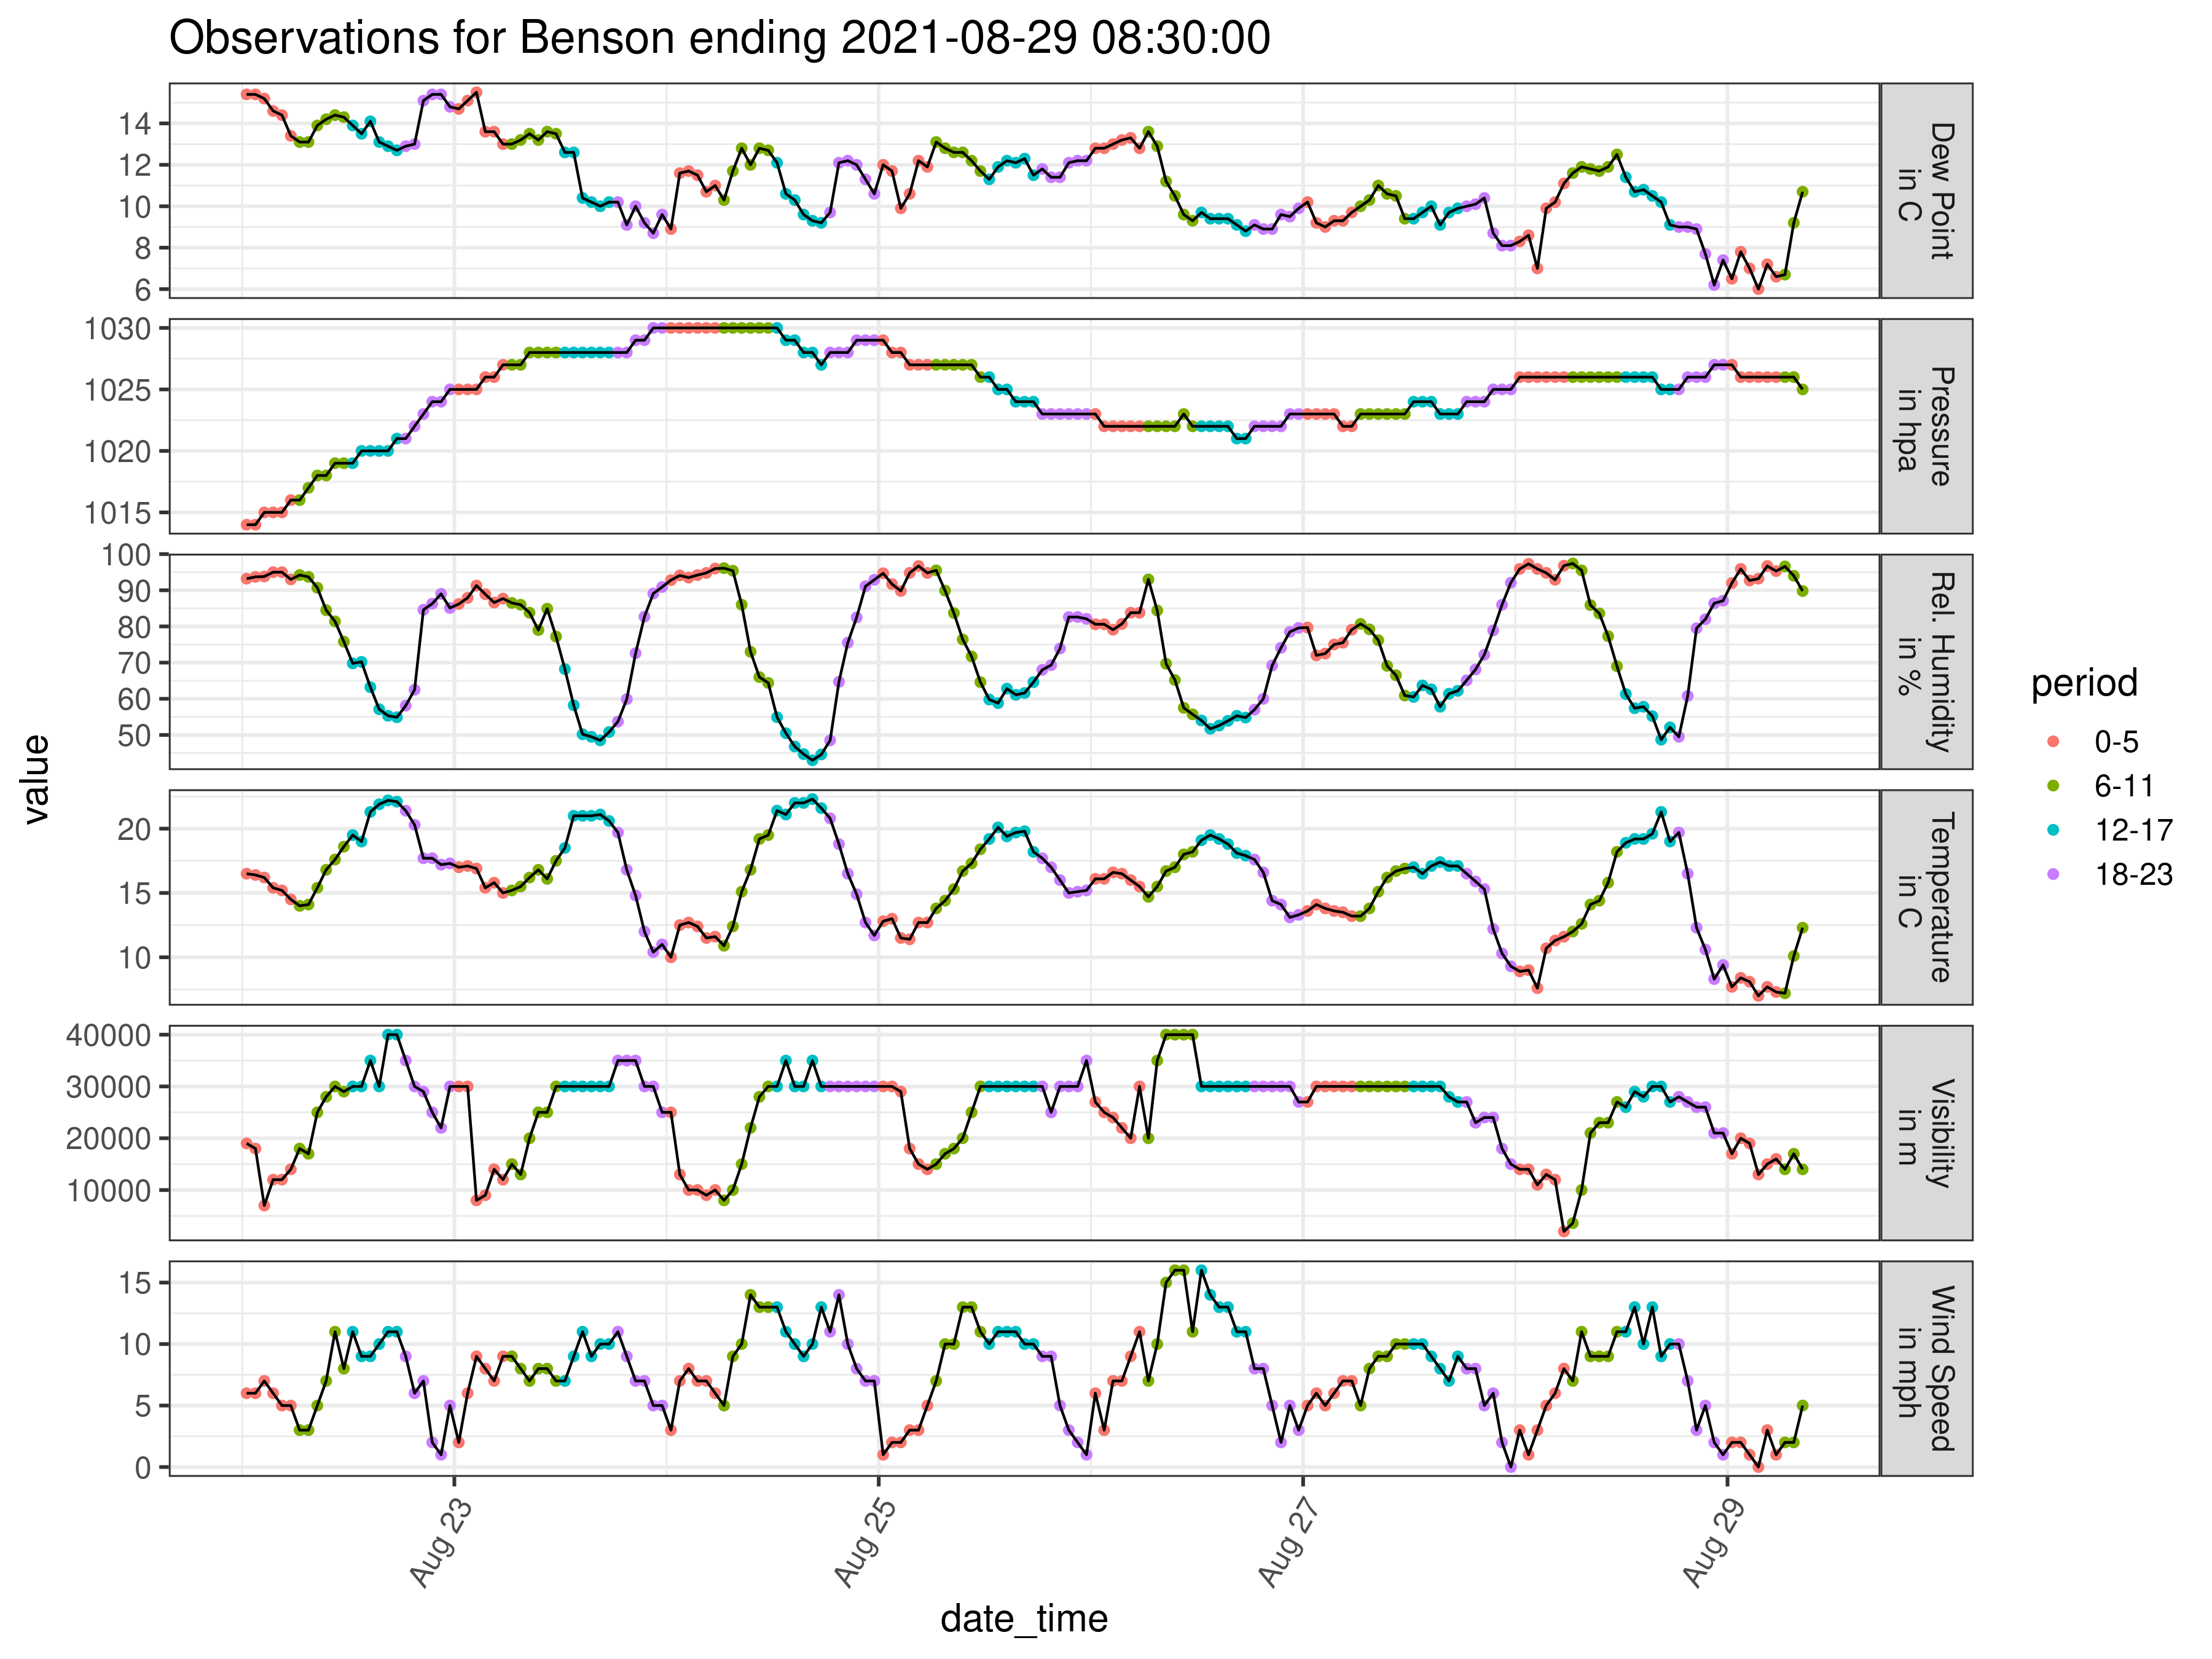 Observations for Benson ending 2021-08-29 08:30:00
14
12
10
8
6
Dew Point
in C
1030
1025
1020
1015
Pressure
in hpa
100
90
80
70
60
50
Rel. Humidity
in %
20
15
10
Temperature
in C
40000
30000
20000
10000
Visibility
in m
15
10
5
0
Wind Speed
in mph
value
Aug 23
Aug 25
Aug 27
Aug 29
date_time
period
0-5
6-11
12-17
18-23